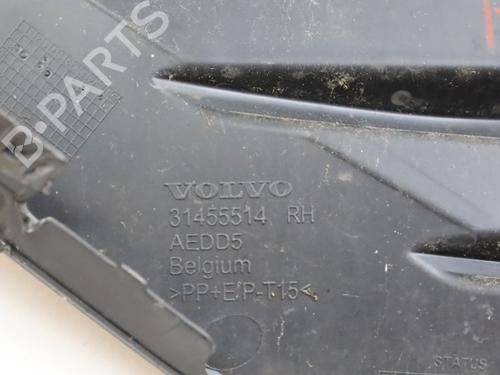 B-PARTS
VOLVO
31455514 RH
AEDD5
Belgium
>PP+E/P-T15<
STATUS